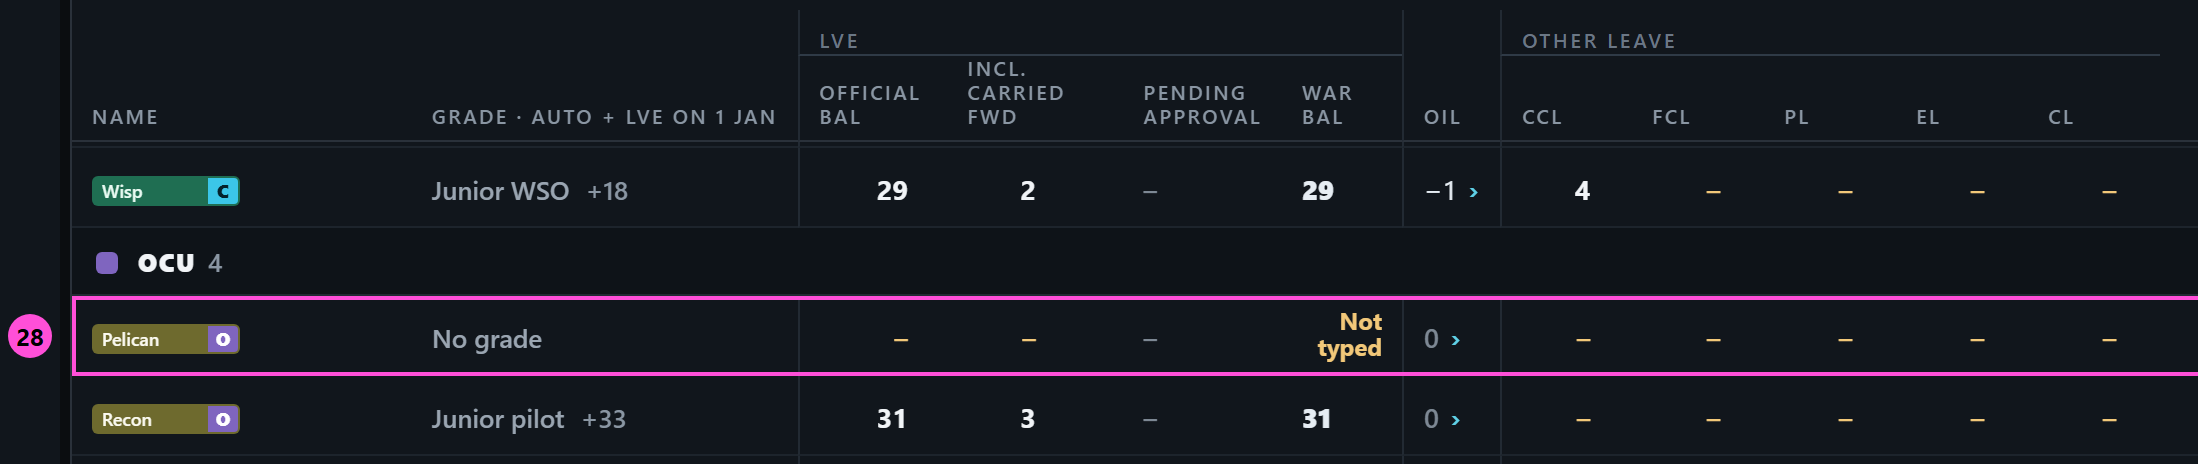 LVE
OTHER LEAVE
NAME
GRADE · AUTO + LVE ON 1 JAN
OFFICIAL
BAL
INCL.
CARRIED
FWD
PENDING
APPROVAL
WAR
BAL
OIL
CCL
FCL
PL
EL
CL
Wisp C Junior WSO +18 29 2 – 29 −1 › 4 – – – –
OCU 4
28 Pelican O No grade – – – Not typed 0 › – – – – –
Recon O Junior pilot +33 31 3 – 31 0 › – – – – –